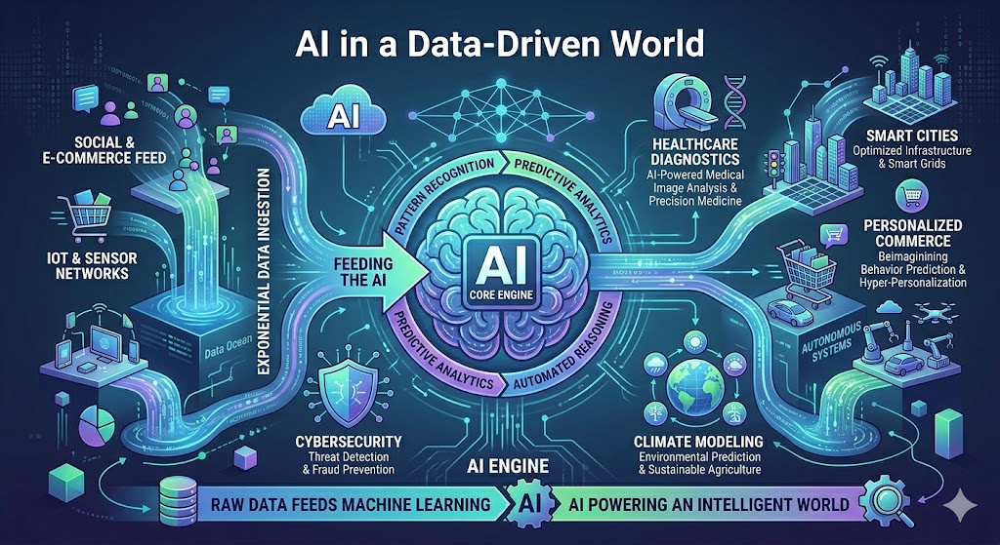 AI in a Data-Driven World
SOCIAL &
E-COMMERCE FEED
IOT & SENSOR
NETWORKS
Data Ocean
EXPONENTIAL DATA INGESTION
AI
FEEDING
THE AI
PATTERN RECOGNITION
PREDICTIVE ANALYTICS
PREDICTIVE ANALYTICS
AUTOMATED REASONING
AI
CORE ENGINE
HEALTHCARE
DIAGNOSTICS
AI-Powered Medical
Image Analysis &
Precision Medicine
SMART CITIES
Optimized Infrastructure
& Smart Grids
PERSONALIZED
COMMERCE
Beimaginining
Behavior Prediction &
Hyper-Personalization
AUTONOMOUS
SYSTEMS
CYBERSECURITY
Threat Detection
& Fraud Prevention
AI ENGINE
CLIMATE MODELING
Environmental Prediction
& Sustainable Agriculture
RAW DATA FEEDS MACHINE LEARNING
AI
AI POWERING AN INTELLIGENT WORLD